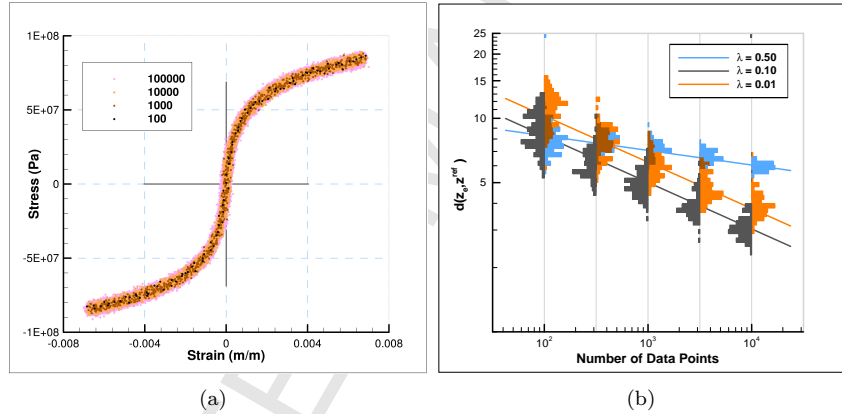 1E+08
5E+07
0
-5E+07
-1E+08
-0.008
-0.004
0
0.004
0.008
Stress (Pa)
Strain (m/m)
100000
10000
1000
100
(a)
25
20
15
10
5
d(z_e,z^ref)
10^2
10^3
10^4
Number of Data Points
λ = 0.50
λ = 0.10
λ = 0.01
(b)